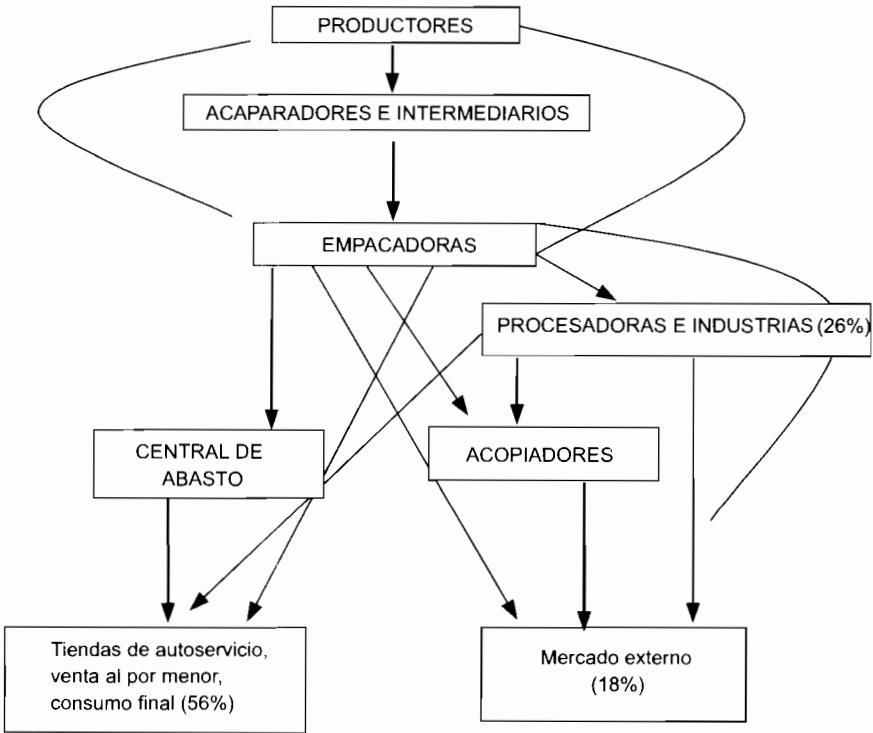 PRODUCTORES
ACAPARADORES E INTERMEDIARIOS
EMPACADORAS
PROCESADORAS E INDUSTRIAS (26%)
CENTRAL DE
ABASTO
ACOPIADORES
Tiendas de autoservicio,
venta al por menor,
consumo final (56%)
Mercado externo
(18%)